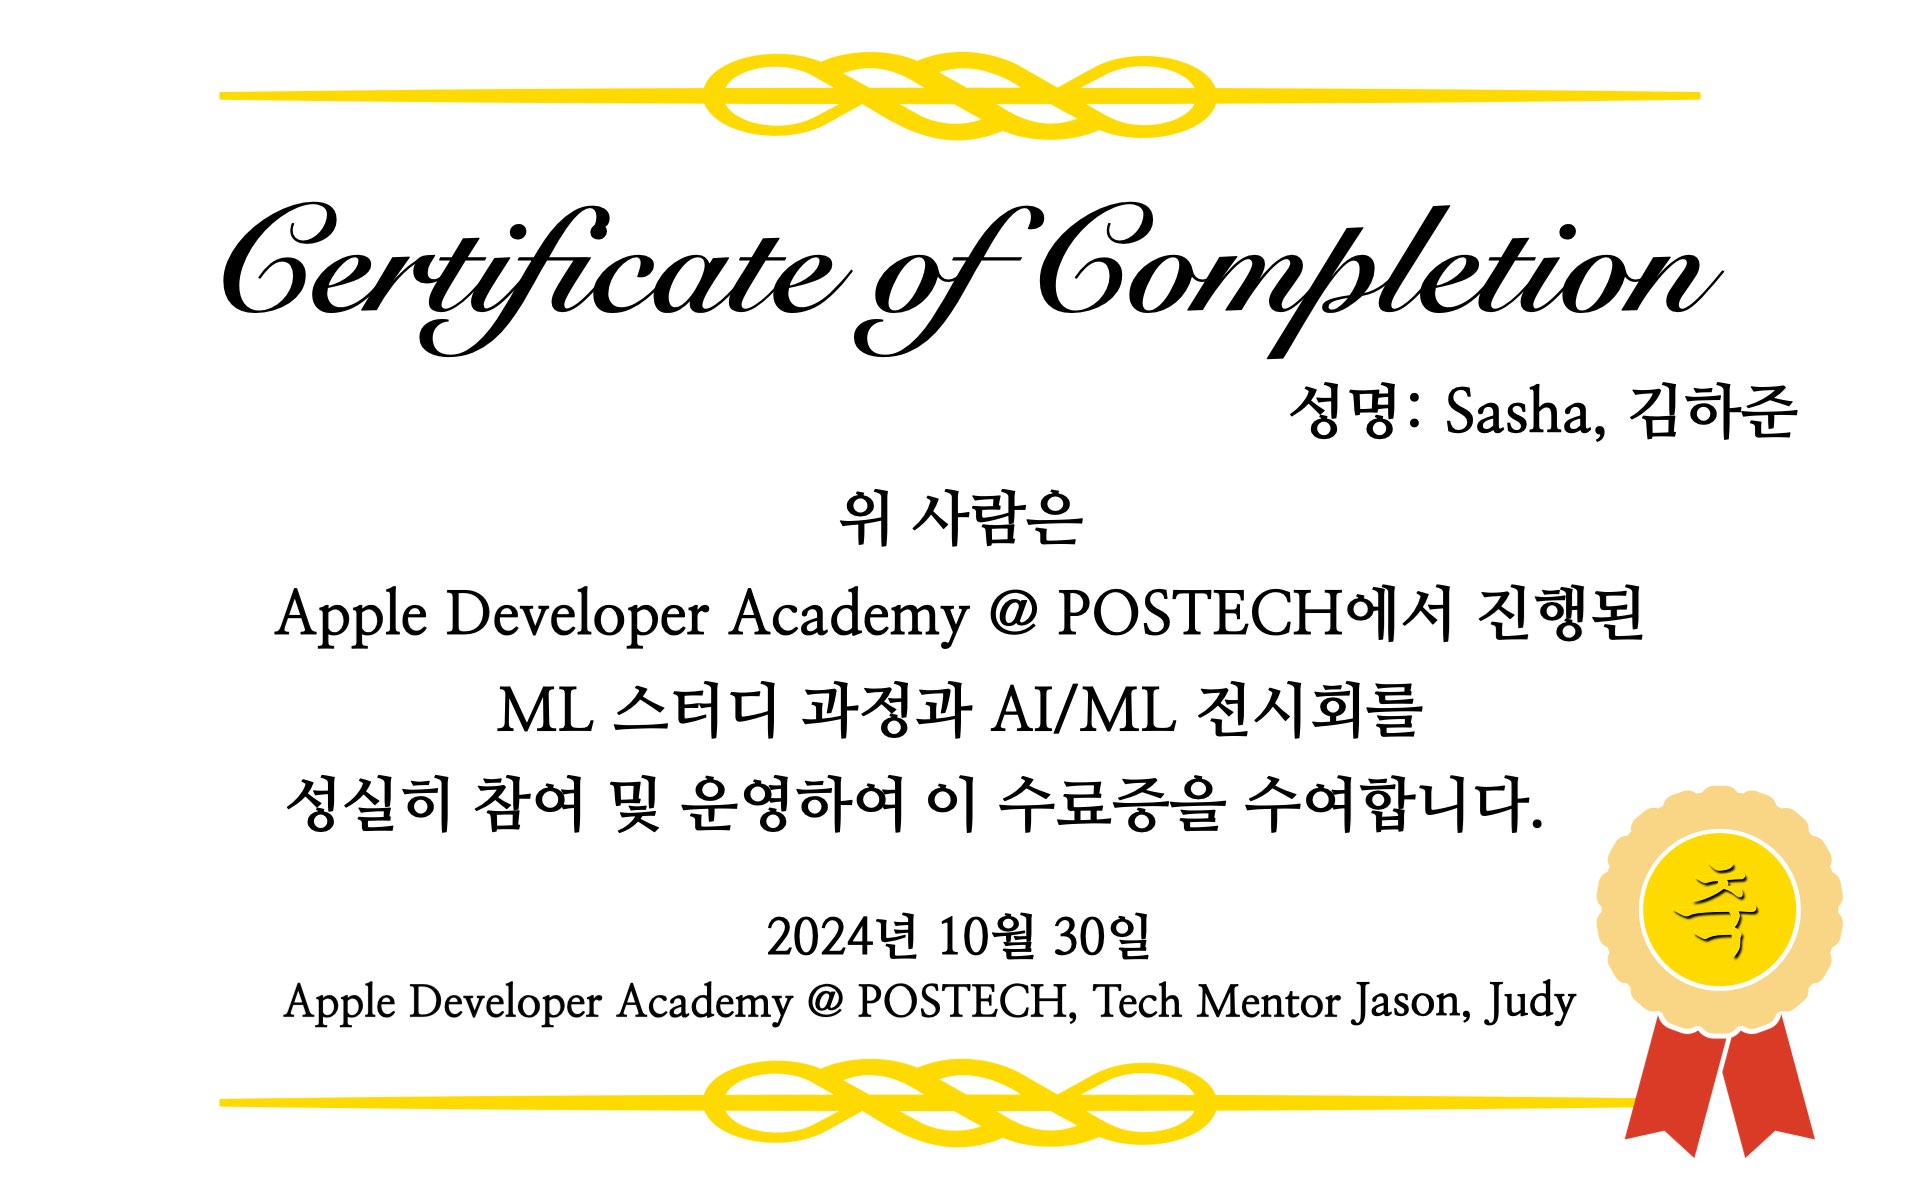 Certificate of Completion
성명: Sasha, 김하준
위 사람은
Apple Developer Academy @ POSTECH에서 진행된
ML 스터디 과정과 AI/ML 전시회를
성실히 참여 및 운영하여 이 수료증을 수여합니다.
2024년 10월 30일
Apple Developer Academy @ POSTECH, Tech Mentor Jason, Judy
축